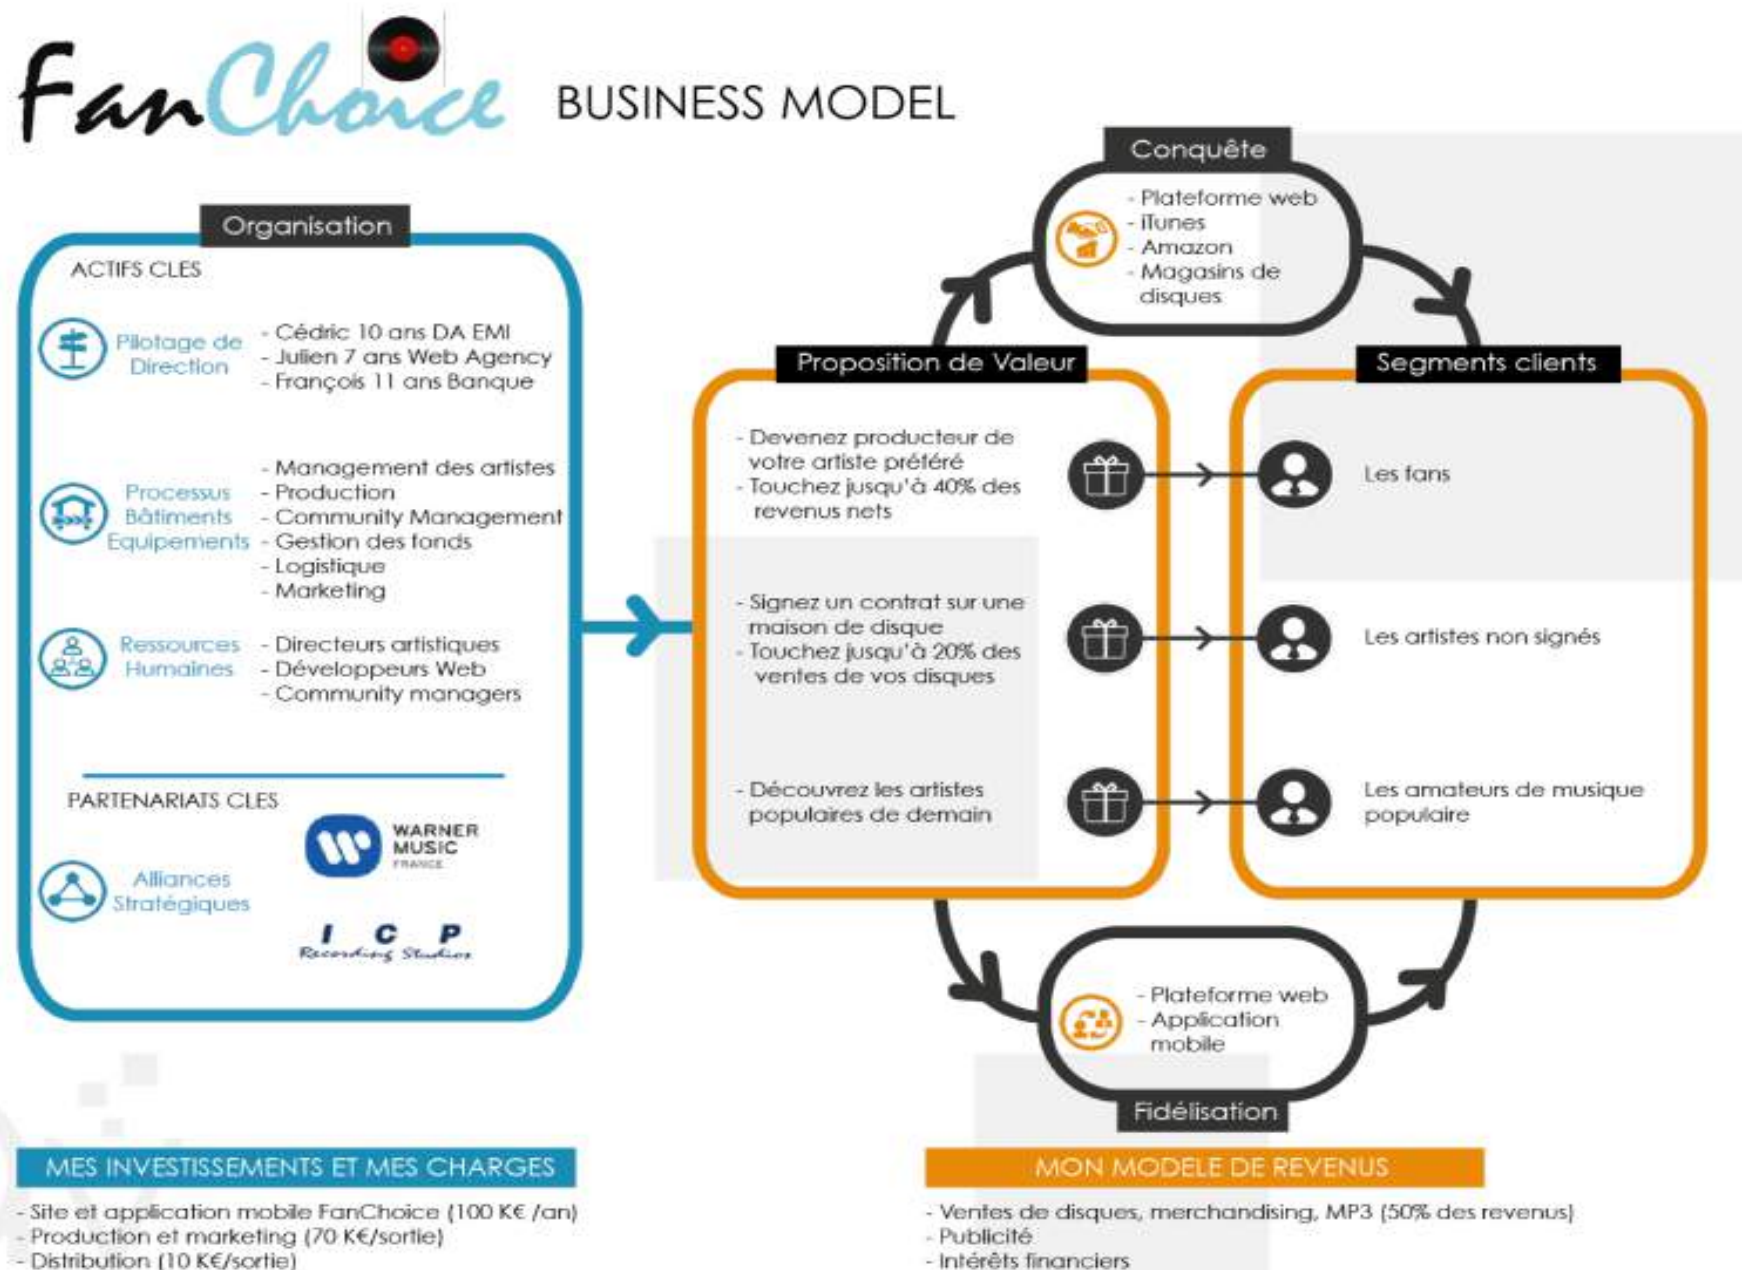 FanChoice
BUSINESS MODEL
Organisation
ACTIFS CLES
Pilotage de
Direction
- Cédric 10 ans DA EMI
- Julien 7 ans Web Agency
- François 11 ans Banque
Processus
Bâtiments
Equipements
- Management des artistes
- Production
- Community Management
- Gestion des fonds
- Logistique
- Marketing
Ressources
Humaines
- Directeurs artistiques
- Développeurs Web
- Community managers
PARTENARIATS CLES
Alliances
Stratégiques
WARNER
MUSIC
FRANCE
I C P
Recording Studios
Conquête
- Plateforme web
- iTunes
- Amazon
- Magasins de
disques
Proposition de Valeur
- Devenez producteur de
votre artiste préféré
- Touchez jusqu'à 40% des
revenus nets
- Signez un contrat sur une
maison de disque
- Touchez jusqu'à 20% des
ventes de vos disques
- Découvrez les artistes
populaires de demain
Segments clients
Les fans
Les artistes non signés
Les amateurs de musique
populaire
- Plateforme web
- Application
mobile
Fidélisation
MES INVESTISSEMENTS ET MES CHARGES
- Site et application mobile FanChoice (100 K€ /an)
- Production et marketing (70 K€/sortie)
- Distribution (10 K€/sortie)
MON MODELE DE REVENUS
- Ventes de disques, merchandising, MP3 (50% des revenus)
- Publicité
- Intérêts financiers